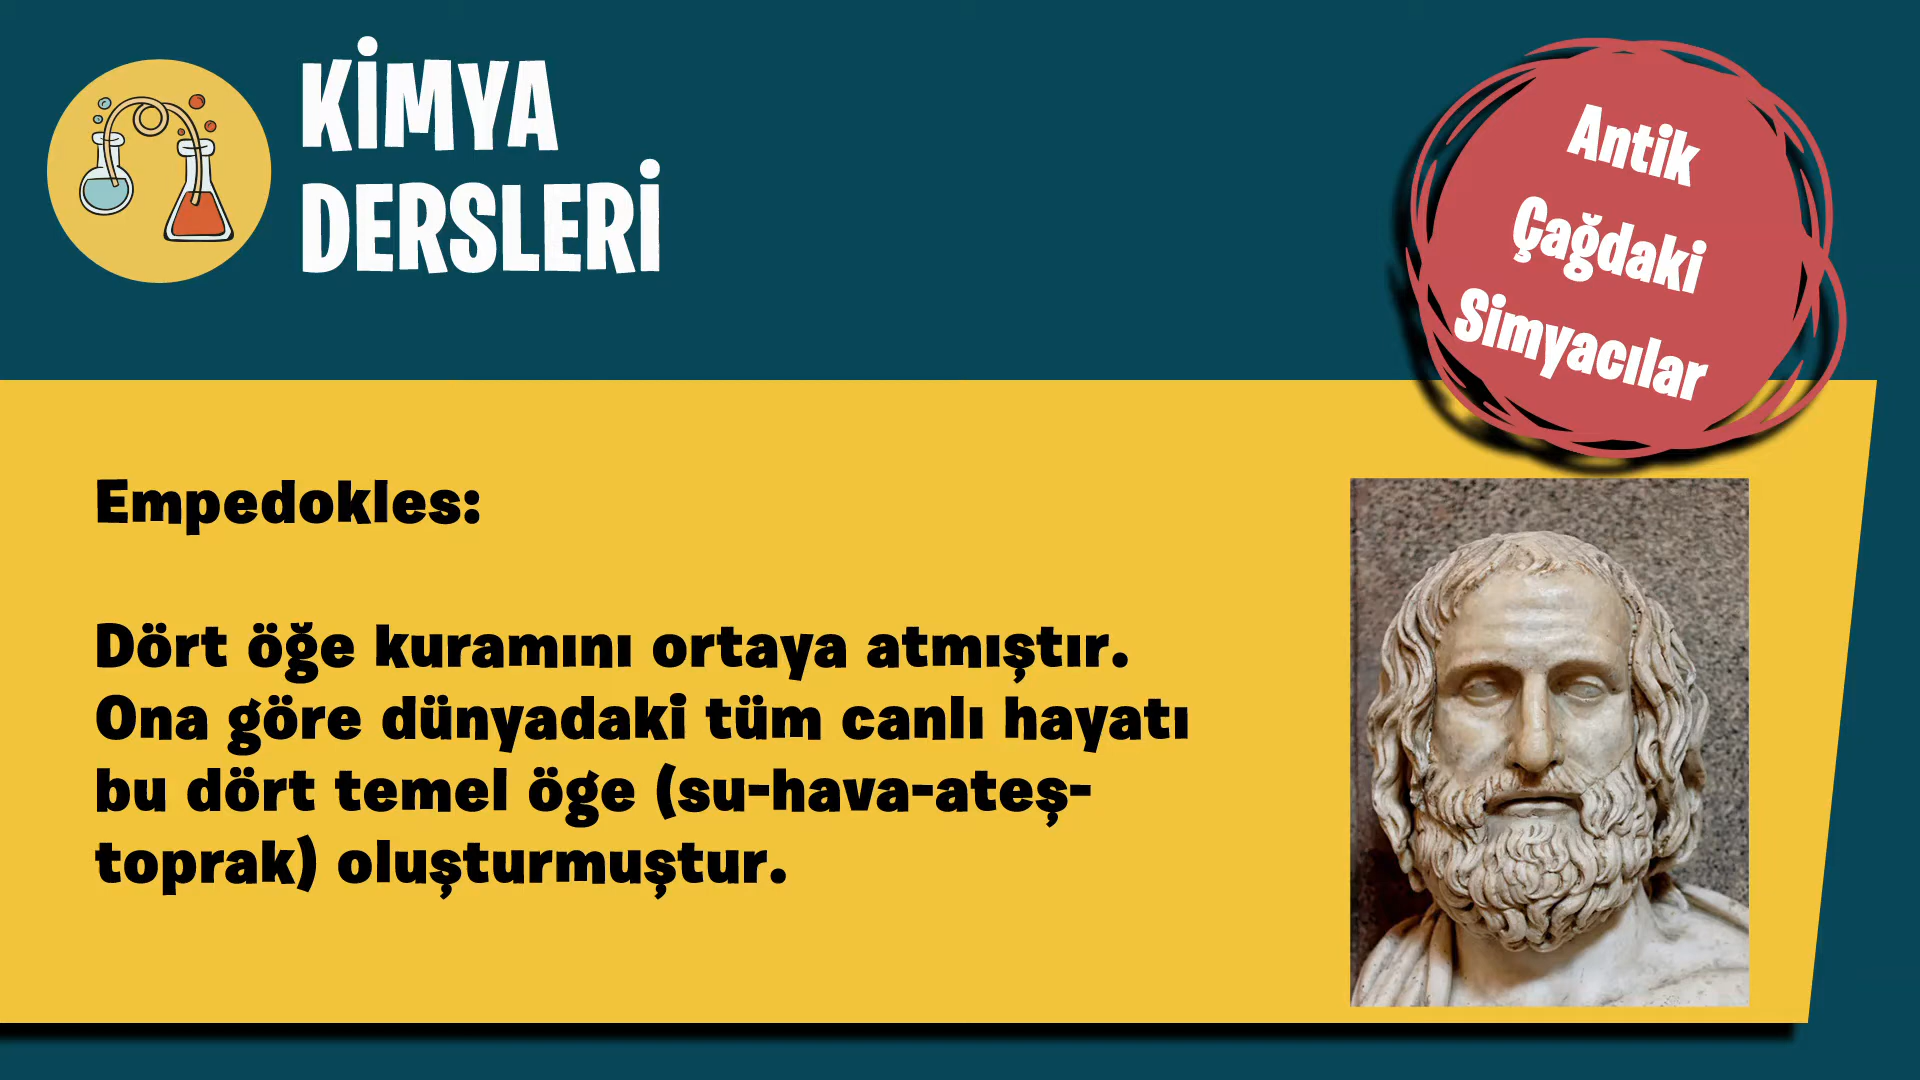 KİMYA
DERSLERİ
Antik
Çağdaki
Simyacılar
Empedokles:
Dört öğe kuramını ortaya atmıştır.
Ona göre dünyadaki tüm canlı hayatı
bu dört temel öge (su-hava-ateş-
toprak) oluşturmuştur.